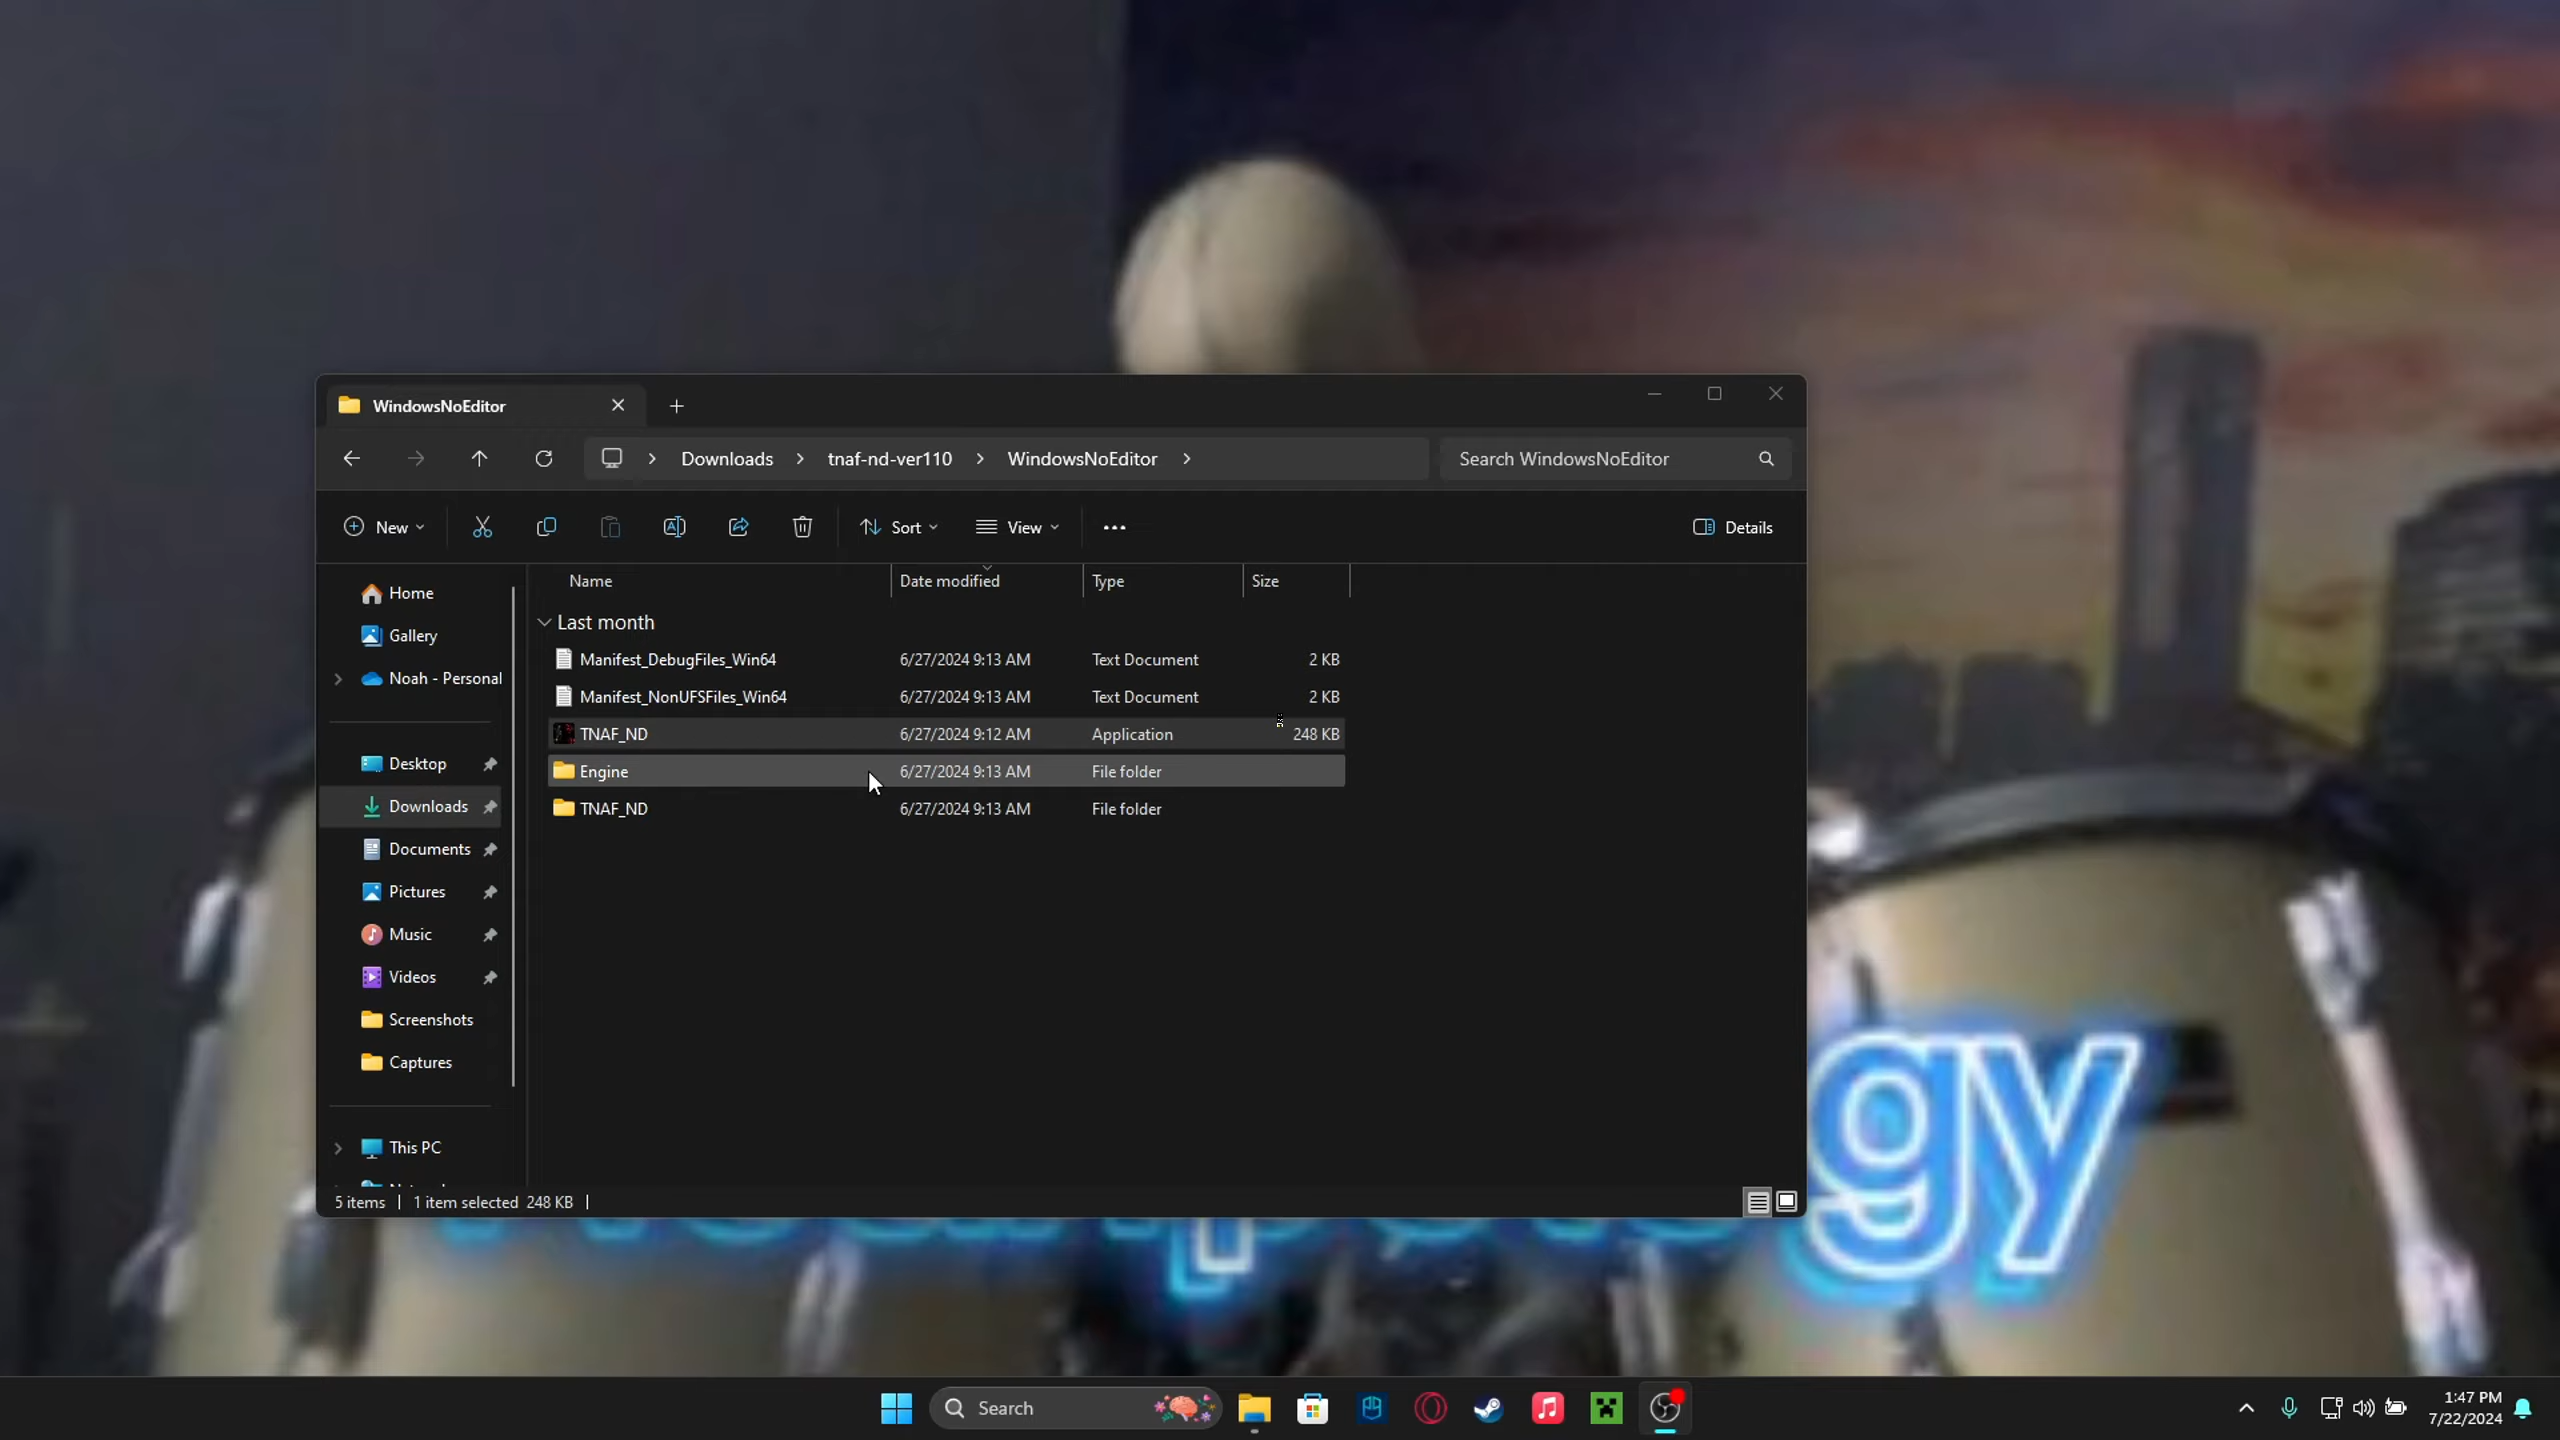 WindowsNoEditor
Downloads > tnaf-nd-ver110 > WindowsNoEditor >
Search WindowsNoEditor
New
Sort
View
Details
Name Date modified Type Size
Home
Gallery
Noah - Personal
Desktop
Downloads
Documents
Pictures
Music
Videos
Screenshots
Captures
This PC
Last month
Manifest_DebugFiles_Win64 6/27/2024 9:13 AM Text Document 2 KB
Manifest_NonUFSFiles_Win64 6/27/2024 9:13 AM Text Document 2 KB
TNAF_ND 6/27/2024 9:12 AM Application 248 KB
Engine 6/27/2024 9:13 AM File folder
TNAF_ND 6/27/2024 9:13 AM File folder
5 items | 1 item selected 248 KB |
gy
Search
1:47 PM
7/22/2024